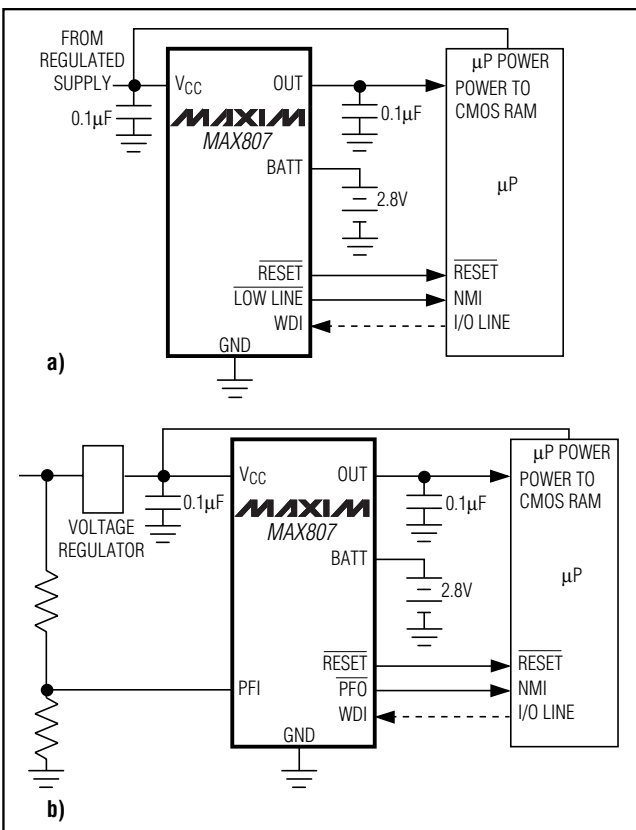 FROM
REGULATED
SUPPLY
0.1µF
VCC
OUT
MAXIM
MAX807
BATT
RESET
LOW LINE
WDI
GND
0.1µF
2.8V
µP POWER
POWER TO
CMOS RAM
µP
RESET
NMI
I/O LINE
a)
VOLTAGE
REGULATOR
0.1µF
VCC
OUT
MAXIM
MAX807
BATT
PFI
RESET
PFO
WDI
GND
0.1µF
2.8V
µP POWER
POWER TO
CMOS RAM
µP
RESET
NMI
I/O LINE
b)